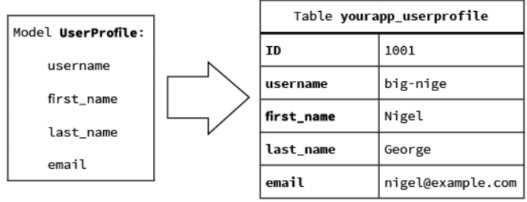 Model UserProfile:
username
first_name
last_name
email
Table yourapp_userprofile
ID 1001
username big-nige
first_name Nigel
last_name George
email nigel@example.com